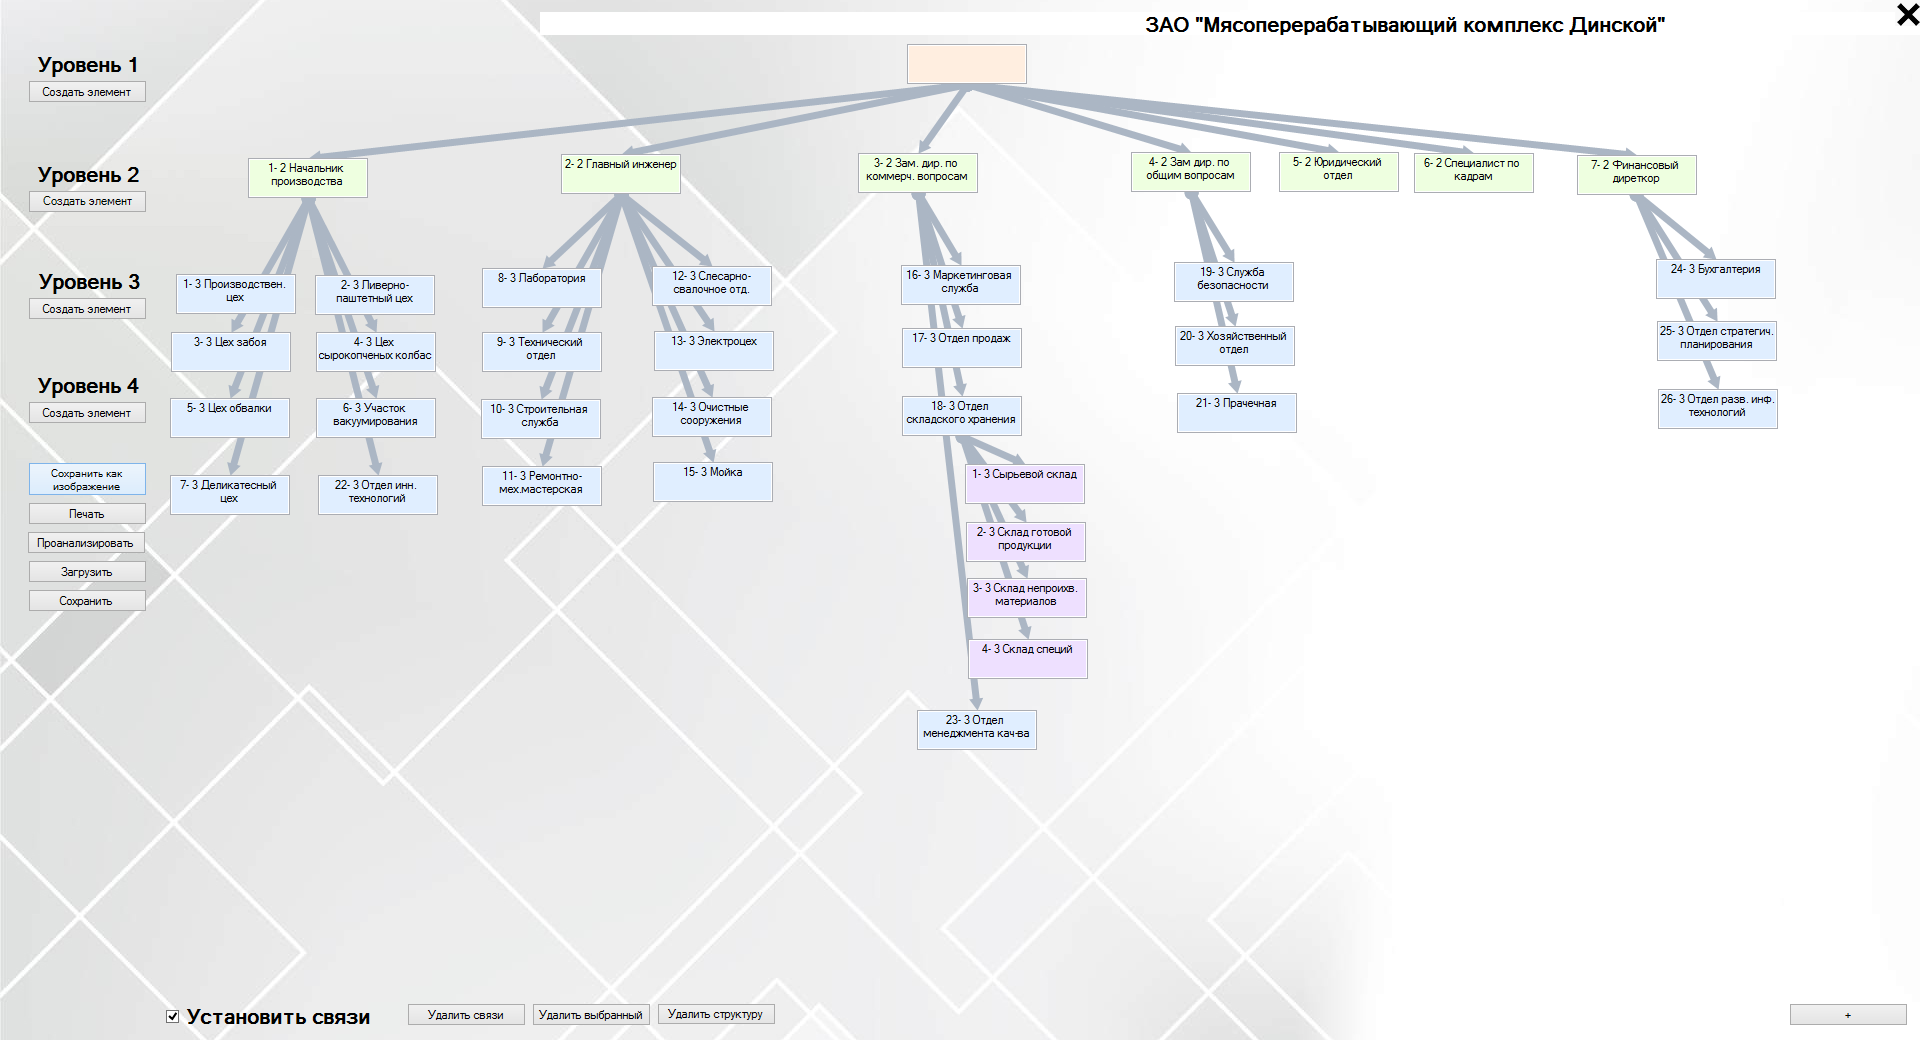 ЗАО "Мясоперерабатывающий комплекс Динской"
Уровень 1
Создать элемент
Уровень 2
Создать элемент
1- 2 Начальник
производства
2- 2 Главный инженер
3- 2 Зам. дир. по
коммерч. вопросам
4- 2 Зам дир. по
общим вопросам
5- 2 Юридический
отдел
6- 2 Специалист по
кадрам
7- 2 Финансовый
диреткор
Уровень 3
Создать элемент
1- 3 Производствен.
цех
2- 3 Ливерно-
паштетный цех
8- 3 Лаборатория
12- 3 Слесарно-
свалочное отд.
16- 3 Маркетинговая
служба
19- 3 Служба
безопасности
24- 3 Бухгалтерия
3- 3 Цех забоя
4- 3 Цех
сырокопченых колбас
9- 3 Технический
отдел
13- 3 Электроцех
17- 3 Отдел продаж
20- 3 Хозяйственный
отдел
25- 3 Отдел стратегич.
планирования
Уровень 4
Создать элемент
5- 3 Цех обвалки
6- 3 Участок
вакуумирования
10- 3 Строительная
служба
14- 3 Очистные
сооружения
18- 3 Отдел
складского хранения
21- 3 Прачечная
26- 3 Отдел разв. инф.
технологий
7- 3 Деликатесный
цех
22- 3 Отдел инн.
технологий
11- 3 Ремонтно-
мех.мастерская
15- 3 Мойка
1- 3 Сырьевой склад
2- 3 Склад готовой
продукции
3- 3 Склад непроихв.
материалов
4- 3 Склад специй
23- 3 Отдел
менеджмента кач-ва
Сохранить как
изображение
Печать
Проанализировать
Загрузить
Сохранить
Установить связи
Удалить связи
Удалить выбранный
Удалить структуру
+